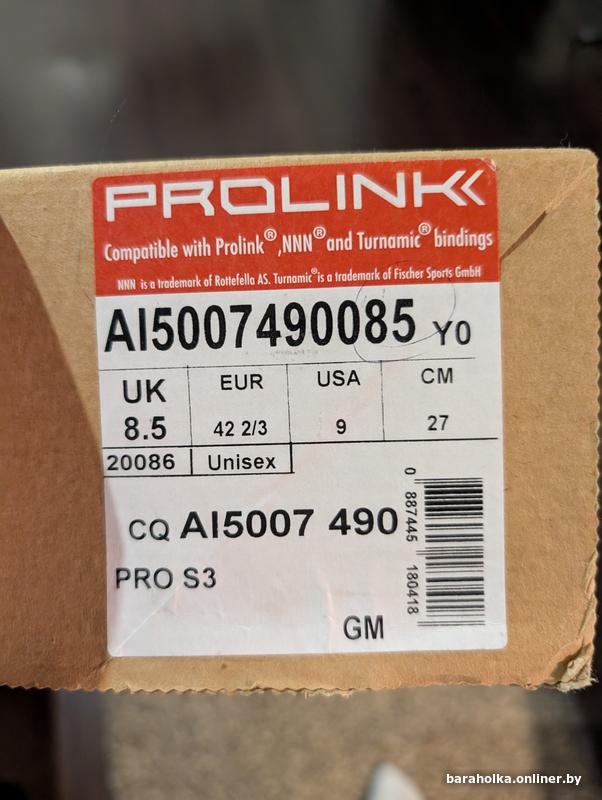 PROLINK
Compatible with Prolink®,NNN® and Turnamic® bindings
NNN is a trademark of Rottefella AS. Turnamic® is a trademark of Fischer Sports GmbH
AI5007490085 Y0
UK EUR USA CM
8.5 42 2/3 9 27
20086 Unisex
CQ AI5007 490
PRO S3
GM
0 887445 180418
baraholka.onliner.by